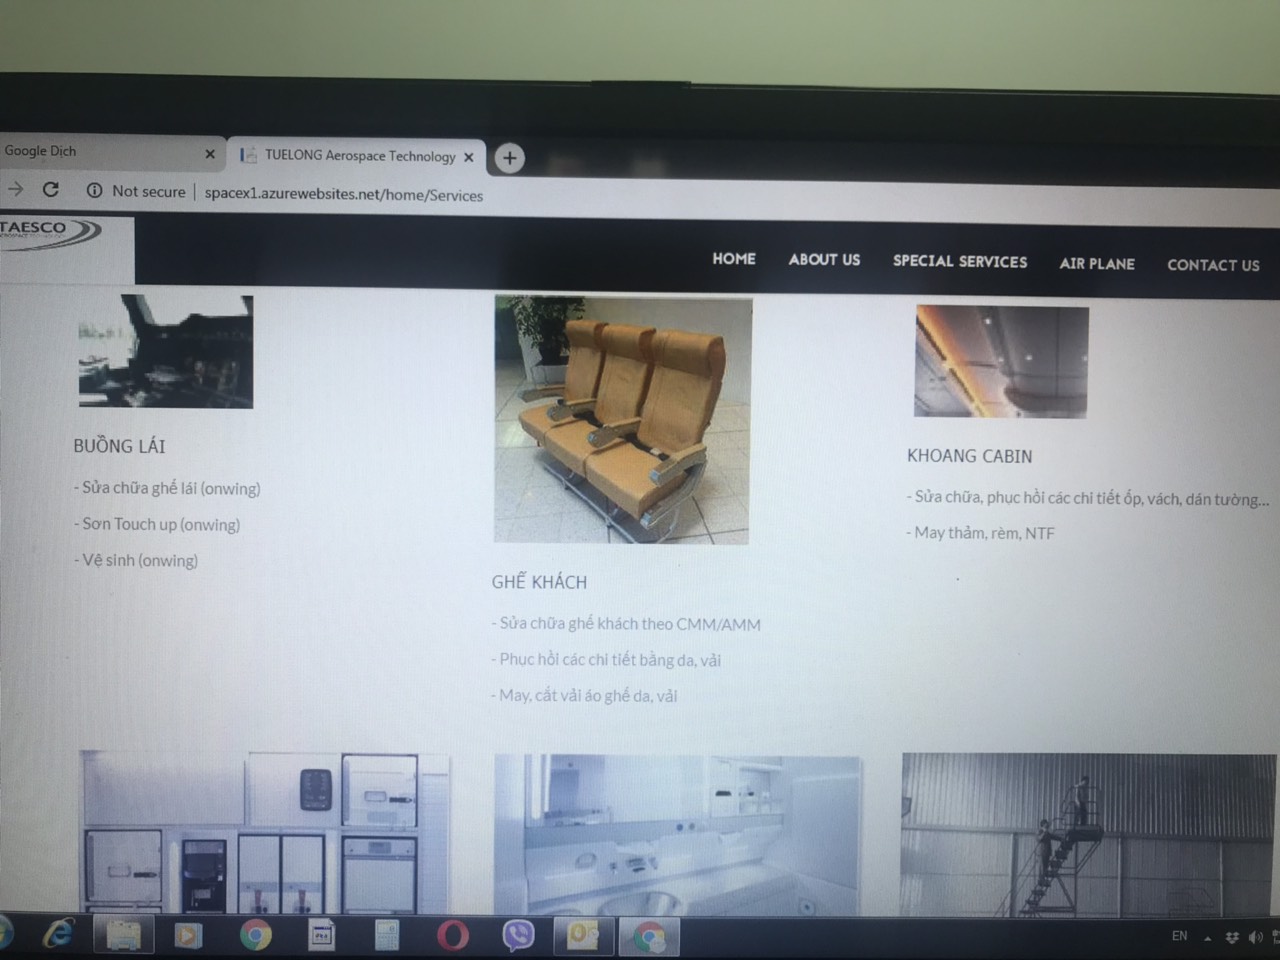 Google Dịch
TUELONG Aerospace Technology
Not secure
spacex1.azurewebsites.net/home/Services
TAESCO
HOME
ABOUT US
SPECIAL SERVICES
AIR PLANE
CONTACT US
BUỒNG LÁI
- Sửa chữa ghế lái (onwing)
- Sơn Touch up (onwing)
- Vệ sinh (onwing)
GHẾ KHÁCH
- Sửa chữa ghế khách theo CMM/AMM
- Phục hồi các chi tiết bằng da, vải
- May, cắt vải áo ghế da, vải
KHOANG CABIN
- Sửa chữa, phục hồi các chi tiết ốp, vách, dán tường...
- May thảm, rèm, NTF
EN